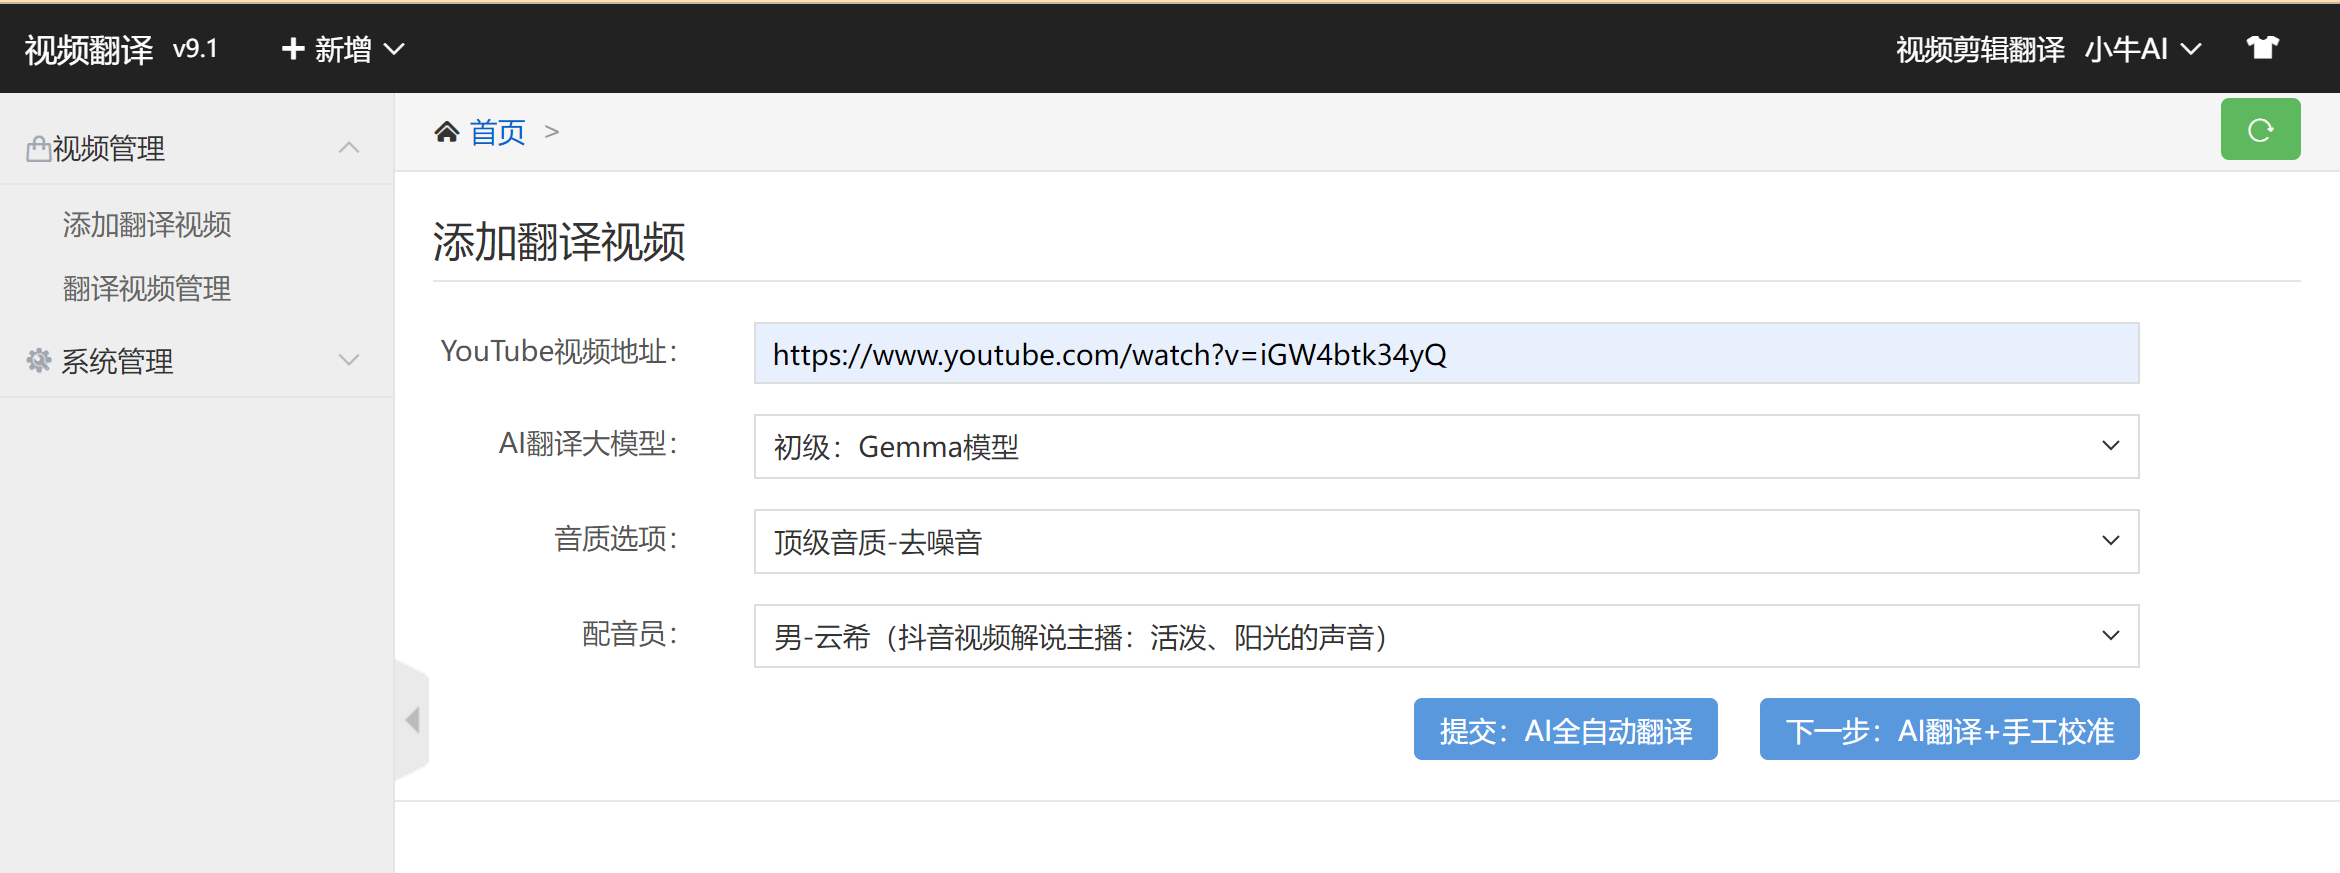 视频翻译 v9.1 新增 视频剪辑翻译 小牛AI
视频管理
添加翻译视频
翻译视频管理
系统管理
首页 >
添加翻译视频
YouTube视频地址： https://www.youtube.com/watch?v=iGW4btk34yQ
AI翻译大模型： 初级：Gemma模型
音质选项： 顶级音质-去噪音
配音员： 男-云希（抖音视频解说主播：活泼、阳光的声音）
提交：AI全自动翻译 下一步：AI翻译+手工校准